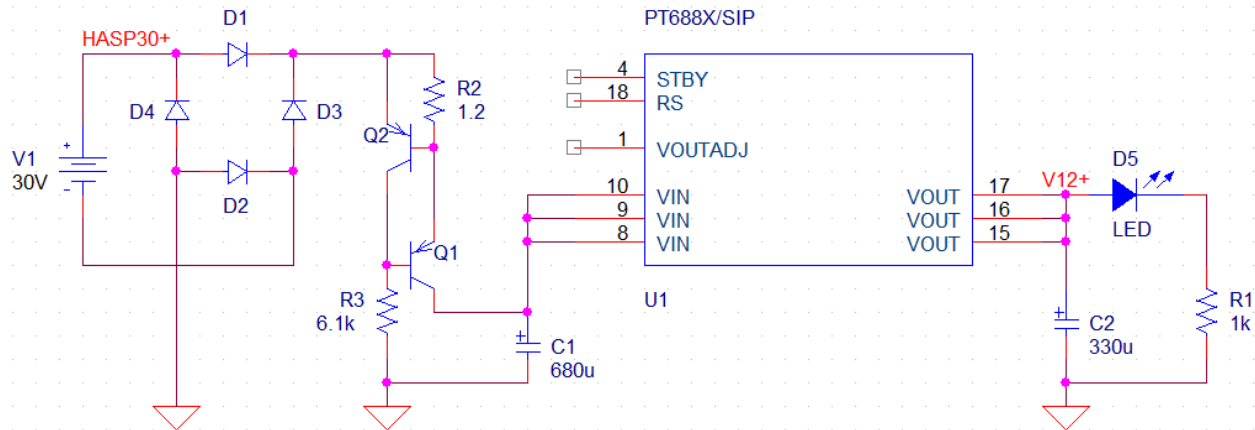 D1
PT688X/SIP
HASP30+
4
STBY
18
RS
R2
1.2
D4
D3
Q2
1
VOUTADJ
V1
30V
D5
D2
10
VIN
VOUT
17
V12+
9
VIN
VOUT
16
LED
8
VIN
VOUT
15
Q1
R3
6.1k
U1
R1
1k
C1
680u
C2
330u